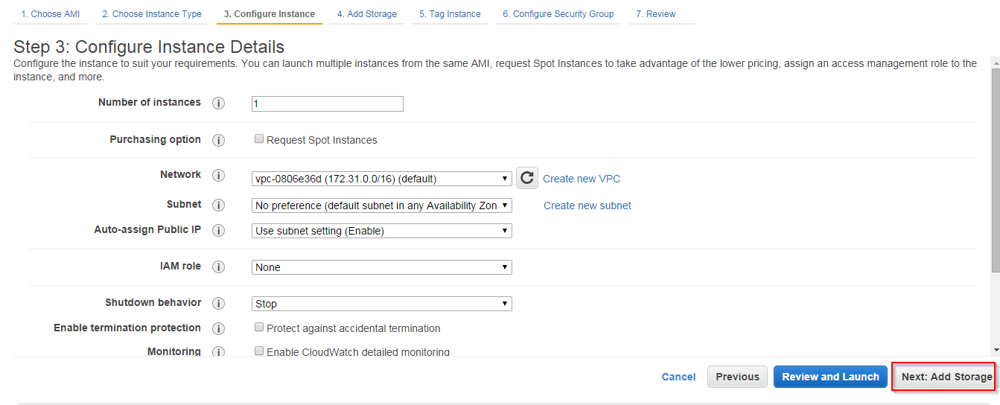 1. Choose AMI 2. Choose Instance Type 3. Configure Instance 4. Add Storage 5. Tag Instance 6. Configure Security Group 7. Review
Step 3: Configure Instance Details
Configure the instance to suit your requirements. You can launch multiple instances from the same AMI, request Spot Instances to take advantage of the lower pricing, assign an access management role to the
instance, and more.
Number of instances i 1
Purchasing option i Request Spot Instances
Network i vpc-0806e36d (172.31.0.0/16) (default) Create new VPC
Subnet i No preference (default subnet in any Availability Zon Create new subnet
Auto-assign Public IP i Use subnet setting (Enable)
IAM role i None
Shutdown behavior i Stop
Enable termination protection i Protect against accidental termination
Monitoring i Enable CloudWatch detailed monitoring
Cancel Previous Review and Launch Next: Add Storage